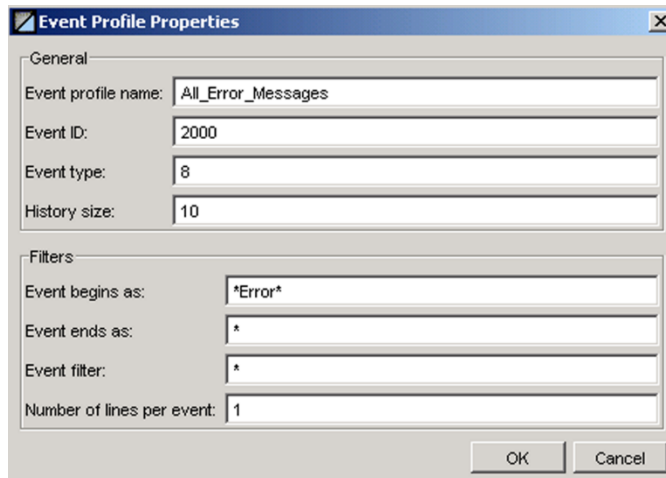 Event Profile Properties
General
Event profile name: All_Error_Messages
Event ID: 2000
Event type: 8
History size: 10
Filters
Event begins as: *Error*
Event ends as: *
Event filter: *
Number of lines per event: 1
OK Cancel